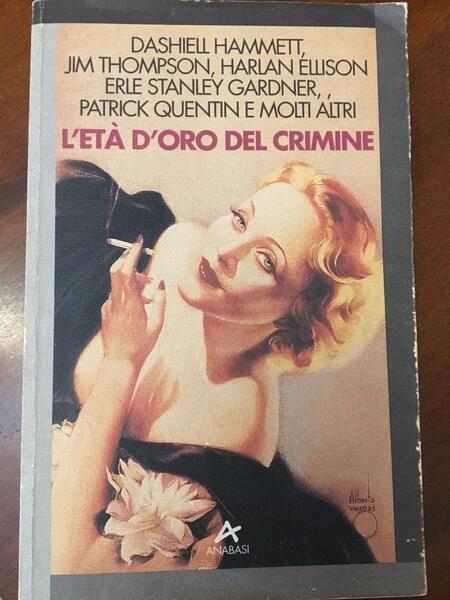 DASHIELL HAMMETT,
JIM THOMPSON, HARLAN ELLISON
ERLE STANLEY GARDNER,
PATRICK QUENTIN E MOLTI ALTRI
L'ETÀ D'ORO DEL CRIMINE
Alberto
Vargas
ANABASI